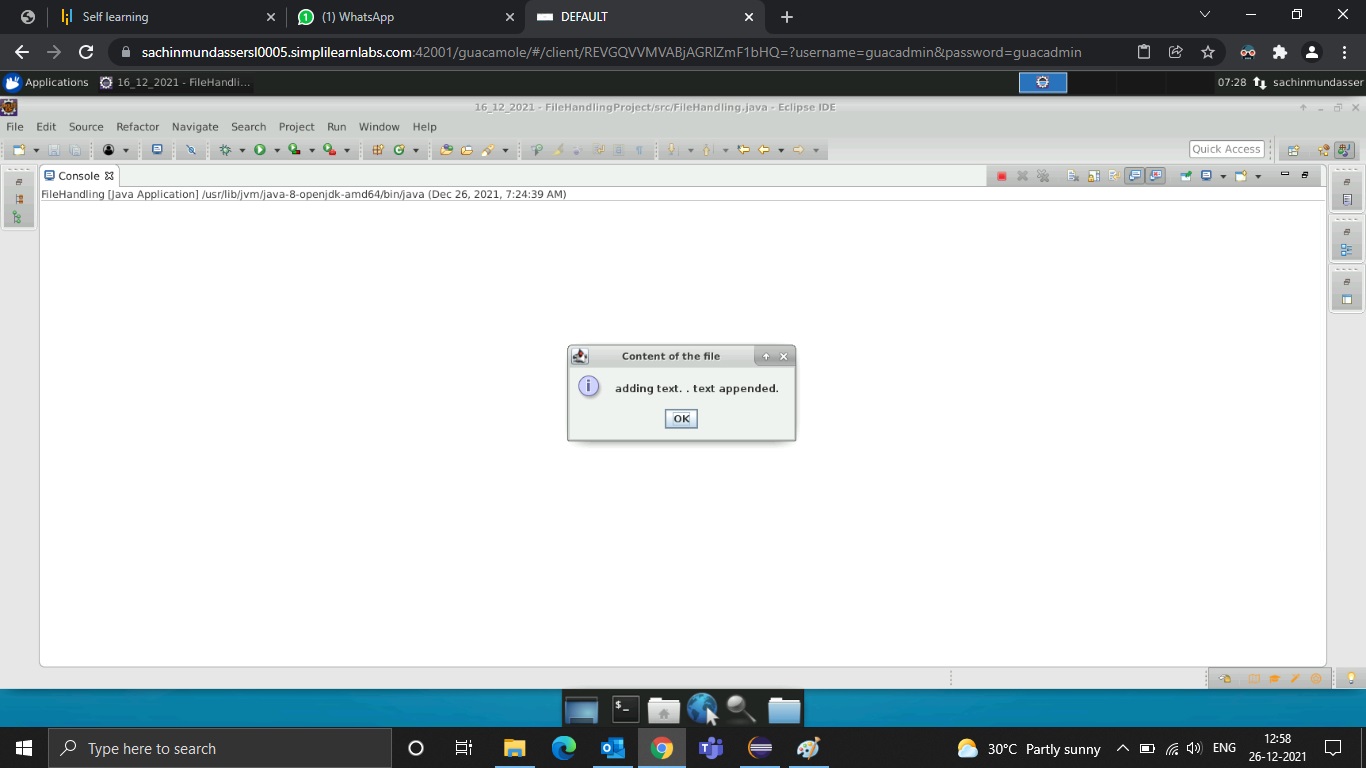 Self learning
(1) WhatsApp
DEFAULT
sachinmundassersl0005.simplilearnlabs.com:42001/guacamole/#/client/REVGQVVMVABjAGRlZmF1bHQ=?username=guacadmin&password=guacadmin
Applications 16_12_2021 - FileHandli... 07:28 sachinmundasser
16_12_2021 - FileHandlingProject/src/FileHandling.java - Eclipse IDE
File Edit Source Refactor Navigate Search Project Run Window Help
Quick Access
Console
FileHandling [Java Application] /usr/lib/jvm/java-8-openjdk-amd64/bin/java (Dec 26, 2021, 7:24:39 AM)
Content of the file
adding text. . text appended.
OK
$_
Type here to search
30°C Partly sunny
ENG
12:58
26-12-2021